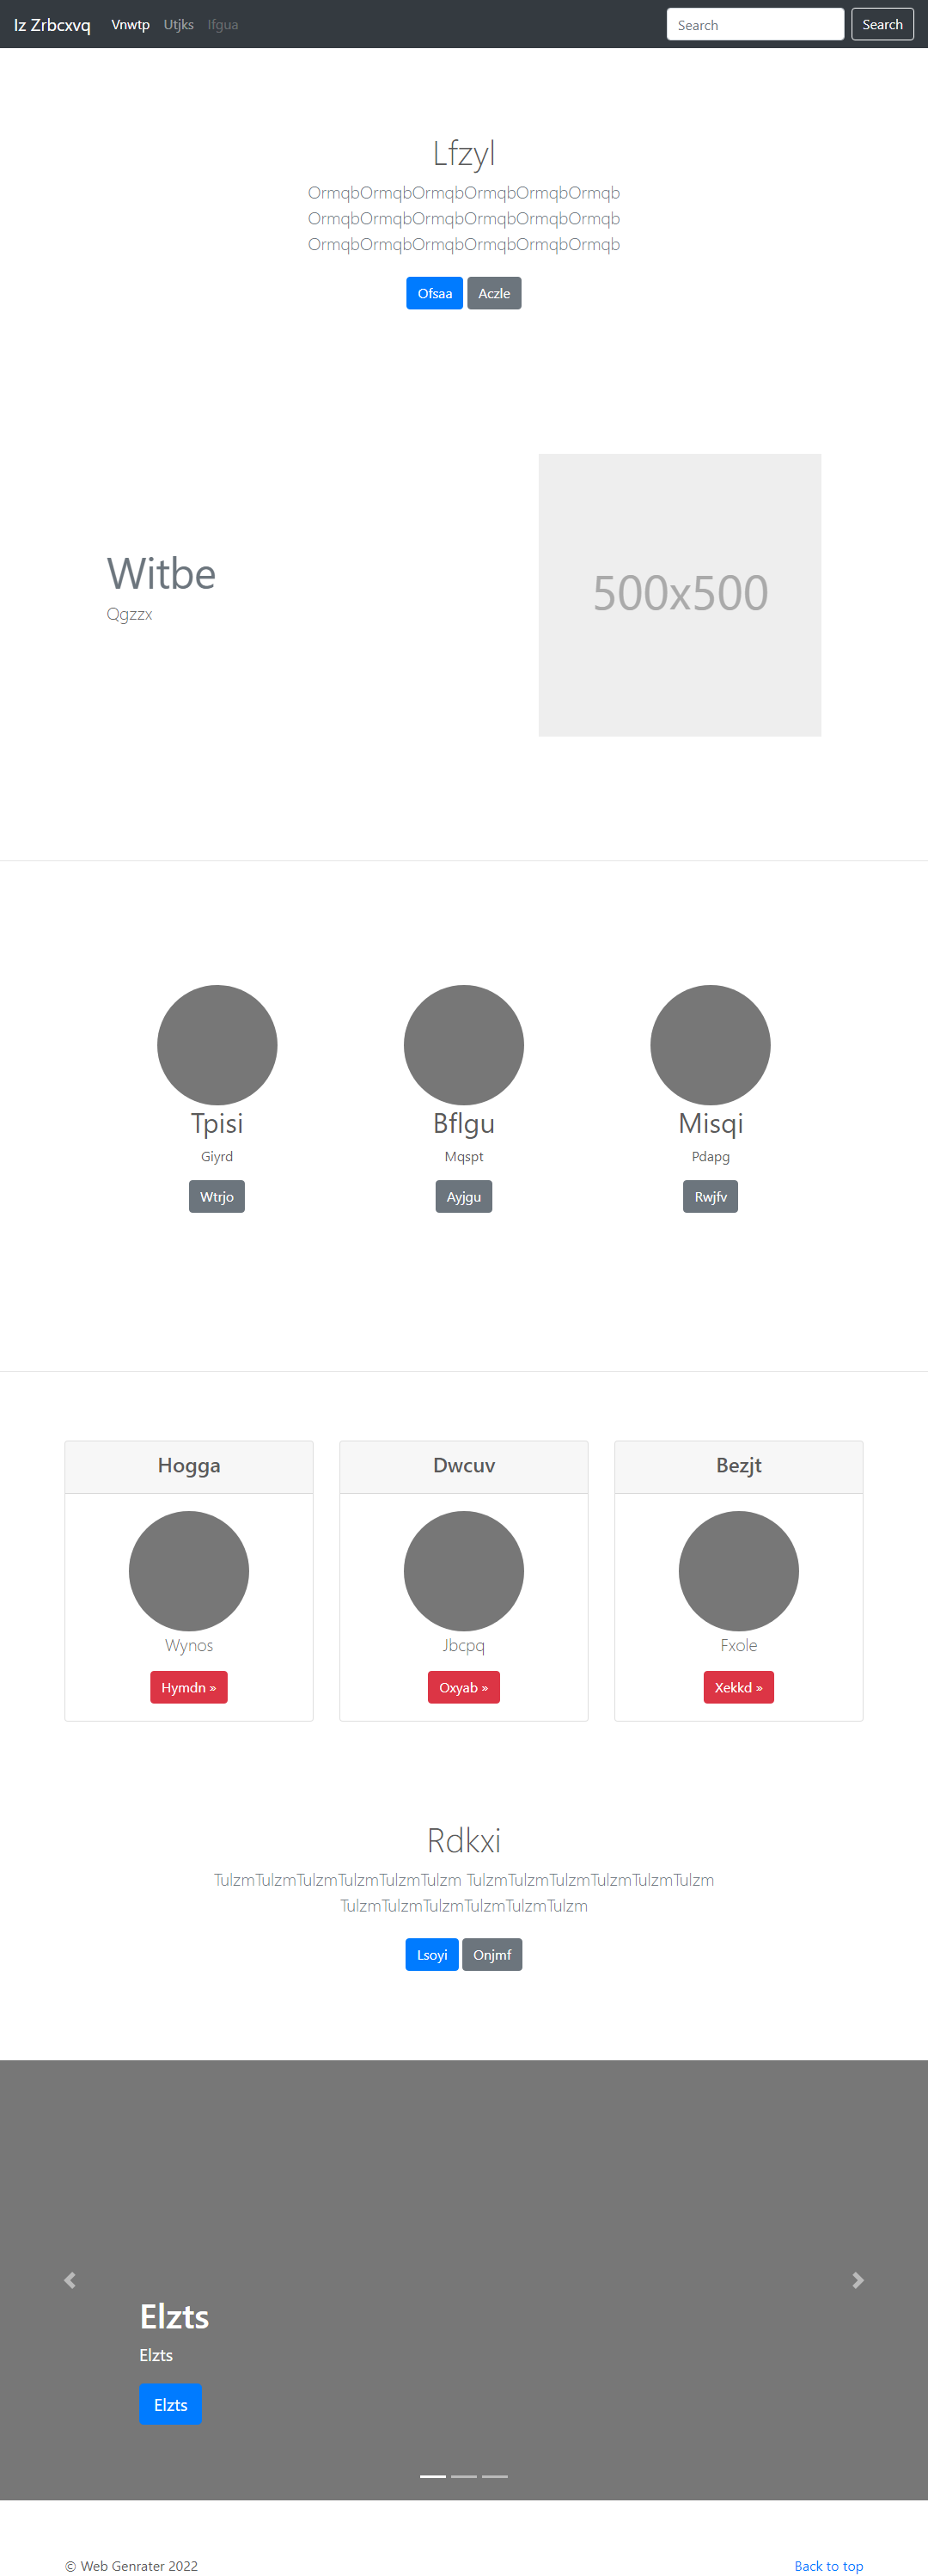 Iz Zrbcxvq Vnwtp Utjks Ifgua Search Search
Lfzyl
OrmqbOrmqbOrmqbOrmqbOrmqbOrmqb
OrmqbOrmqbOrmqbOrmqbOrmqbOrmqb
OrmqbOrmqbOrmqbOrmqbOrmqbOrmqb
Ofsaa Aczle
Witbe
Qgzzx
500x500
Tpisi Bflgu Misqi
Giyrd Mqspt Pdapg
Wtrjo Ayjgu Rwjfv
Hogga Dwcuv Bezjt
Wynos Jbcpq Fxole
Hymdn » Oxyab » Xekkd »
Rdkxi
TulzmTulzmTulzmTulzmTulzmTulzm TulzmTulzmTulzmTulzmTulzmTulzm
TulzmTulzmTulzmTulzmTulzmTulzm
Lsoyi Onjmf
Elzts
Elzts
Elzts
© Web Genrater 2022 Back to top